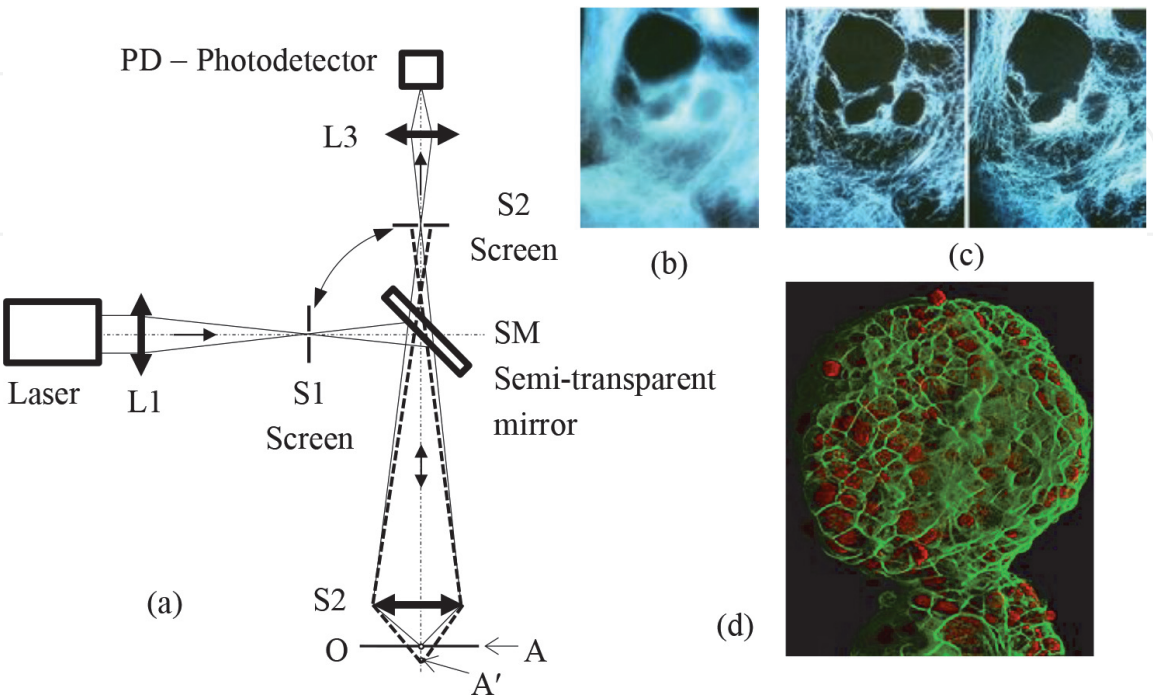 PD – Photodetector
L3
S2
Screen
SM
Semi-transparent
mirror
Laser
L1
S1
Screen
S2
O
A
A′
(a)
(b)
(c)
(d)